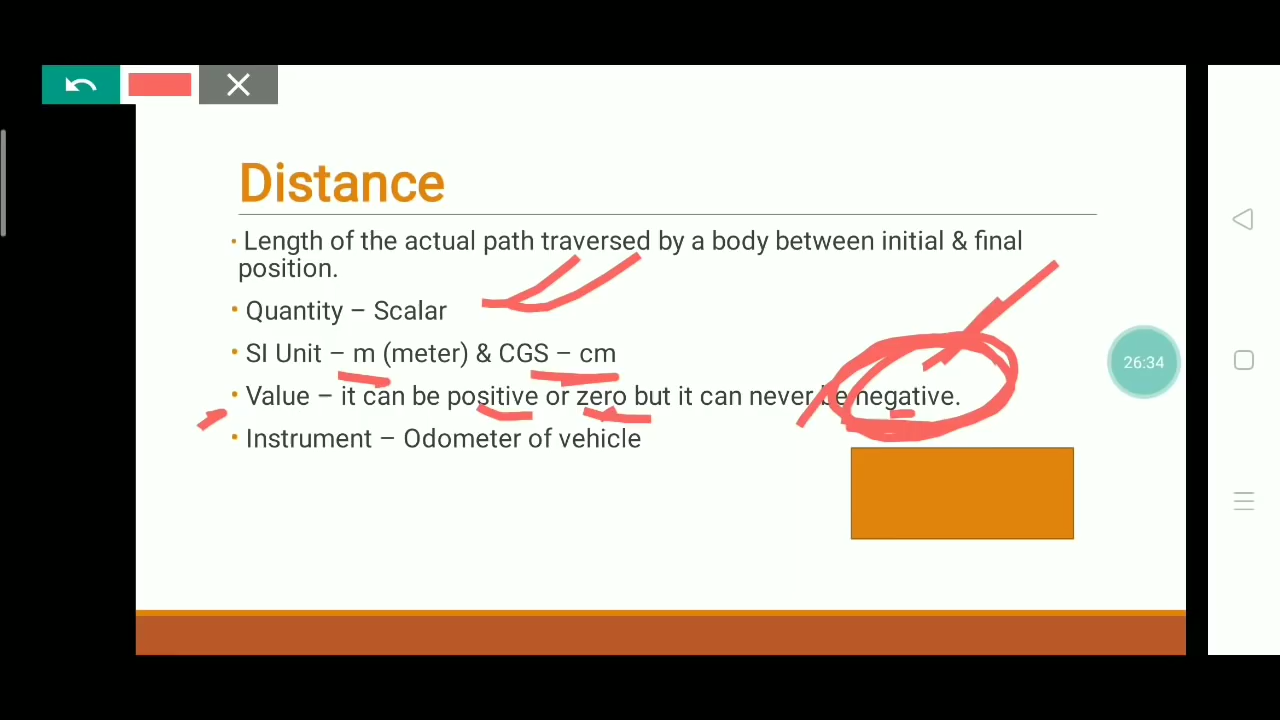 Distance
• Length of the actual path traversed by a body between initial & final
position.
• Quantity – Scalar
• SI Unit – m (meter) & CGS – cm
• Value – it can be positive or zero but it can never be negative.
• Instrument – Odometer of vehicle
26:34